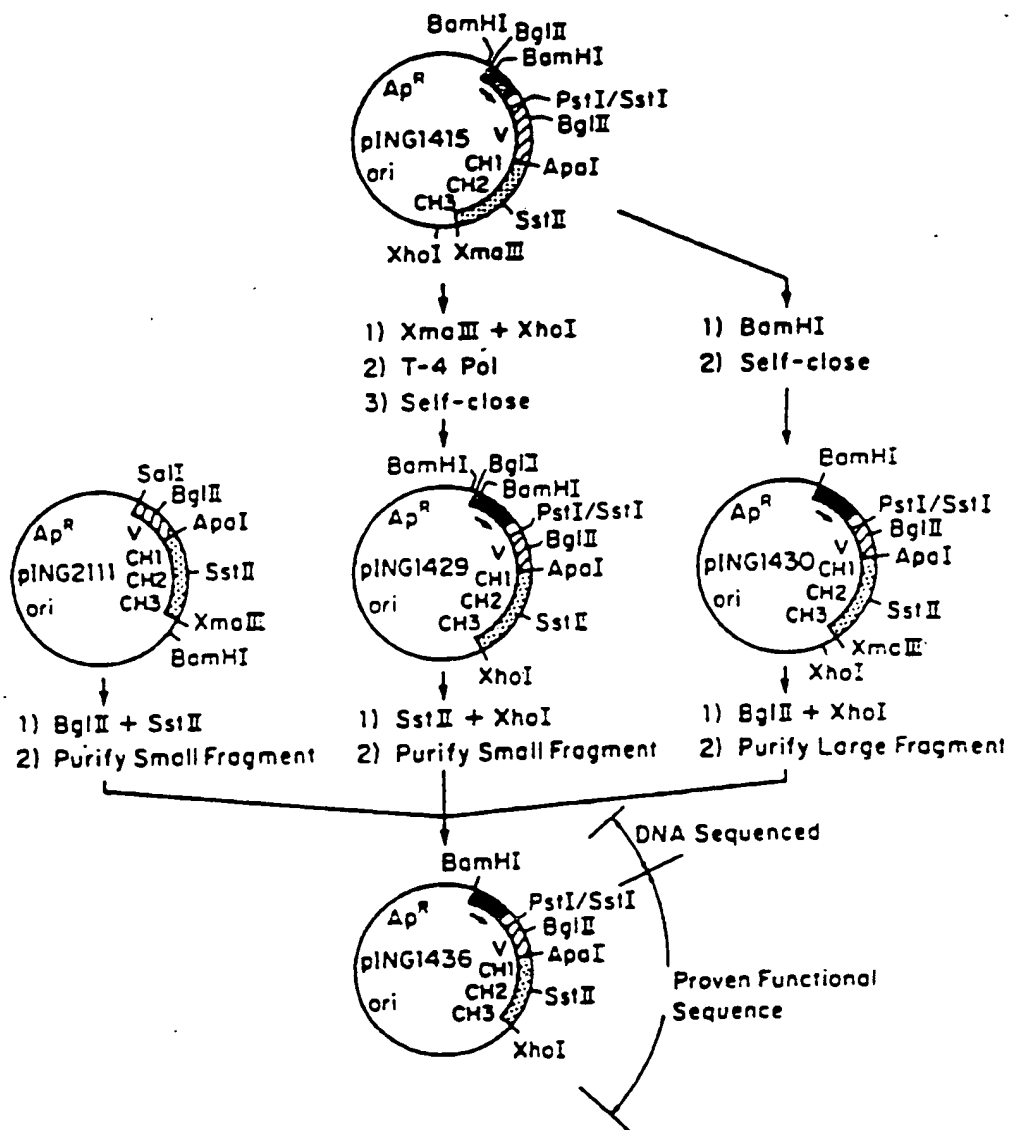 BamHI
BglII
BamHI
Ap^R
PstI/SstI
BglII
pING1415
V
ori
CH1
ApaI
CH2
CH3
SstII
XhoI XmaIII
1) XmaIII + XhoI
2) T-4 Pol
3) Self-close
1) BamHI
2) Self-close
SalI
BglII
Ap^R
ApaI
V
pING2111
CH1
CH2
SstII
ori
CH3
XmaIII
BamHI
BamHI
BglII
BamHI
Ap^R
PstI/SstI
V
BglII
pING1429
CH1
ApaI
ori
CH2
CH3
SstII
XhoI
BamHI
Ap^R
PstI/SstI
BglII
V
ApaI
pING1430
CH1
ori
CH2
SstII
CH3
XmaIII
XhoI
1) BglII + SstII
2) Purify Small Fragment
1) SstII + XhoI
2) Purify Small Fragment
1) BglII + XhoI
2) Purify Large Fragment
DNA Sequenced
BamHI
Ap^R
PstI/SstI
BglII
V
ApaI
pING1436
CH1
ori
CH2
SstII
CH3
XhoI
Proven Functional
Sequence